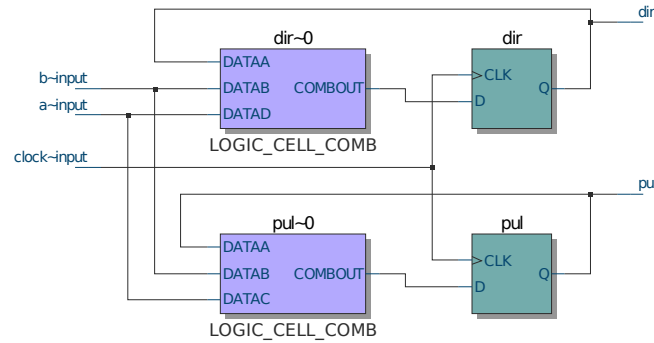 dir
dir~0
dir
DATAA
CLK
b~input
DATAB
COMBOUT
Q
a~input
DATAD
D
LOGIC_CELL_COMB
clock~input
pu
pul~0
pul
DATAA
CLK
DATAB
COMBOUT
Q
DATAC
D
LOGIC_CELL_COMB